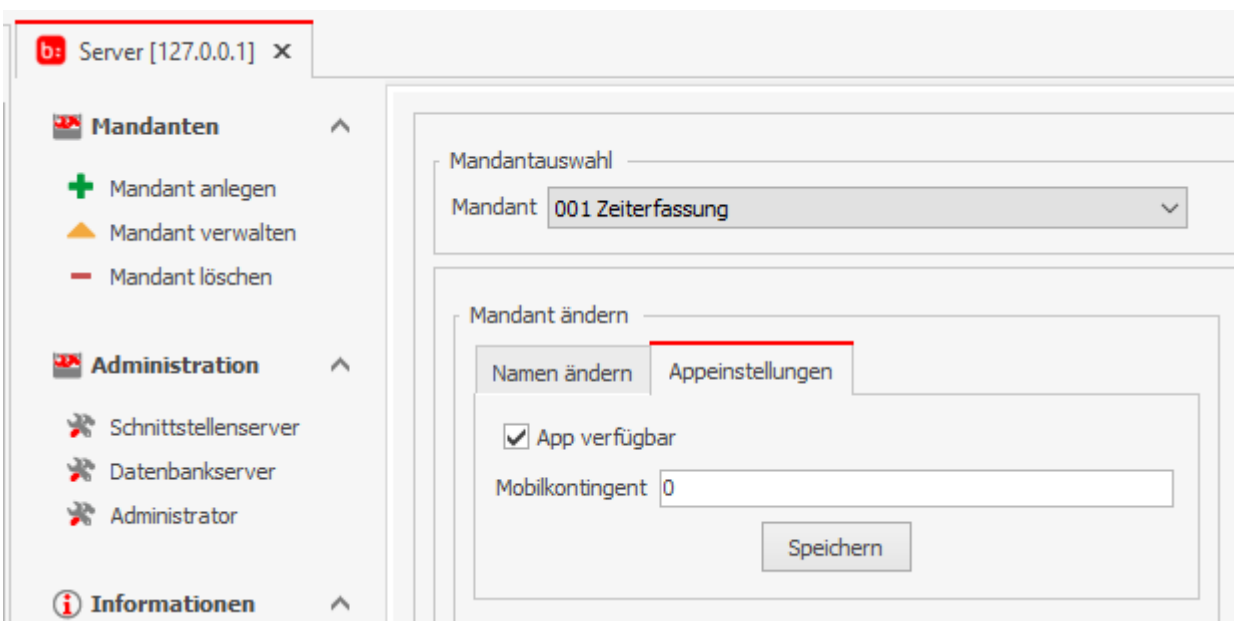 b:
Server [127.0.0.1]
Mandanten
Mandant anlegen
Mandant verwalten
Mandant löschen
Administration
Schnittstellenserver
Datenbankserver
Administrator
Informationen
Mandantauswahl
Mandant 001 Zeiterfassung
Mandant ändern
Namen ändern Appeinstellungen
App verfügbar
Mobilkontingent 0
Speichern